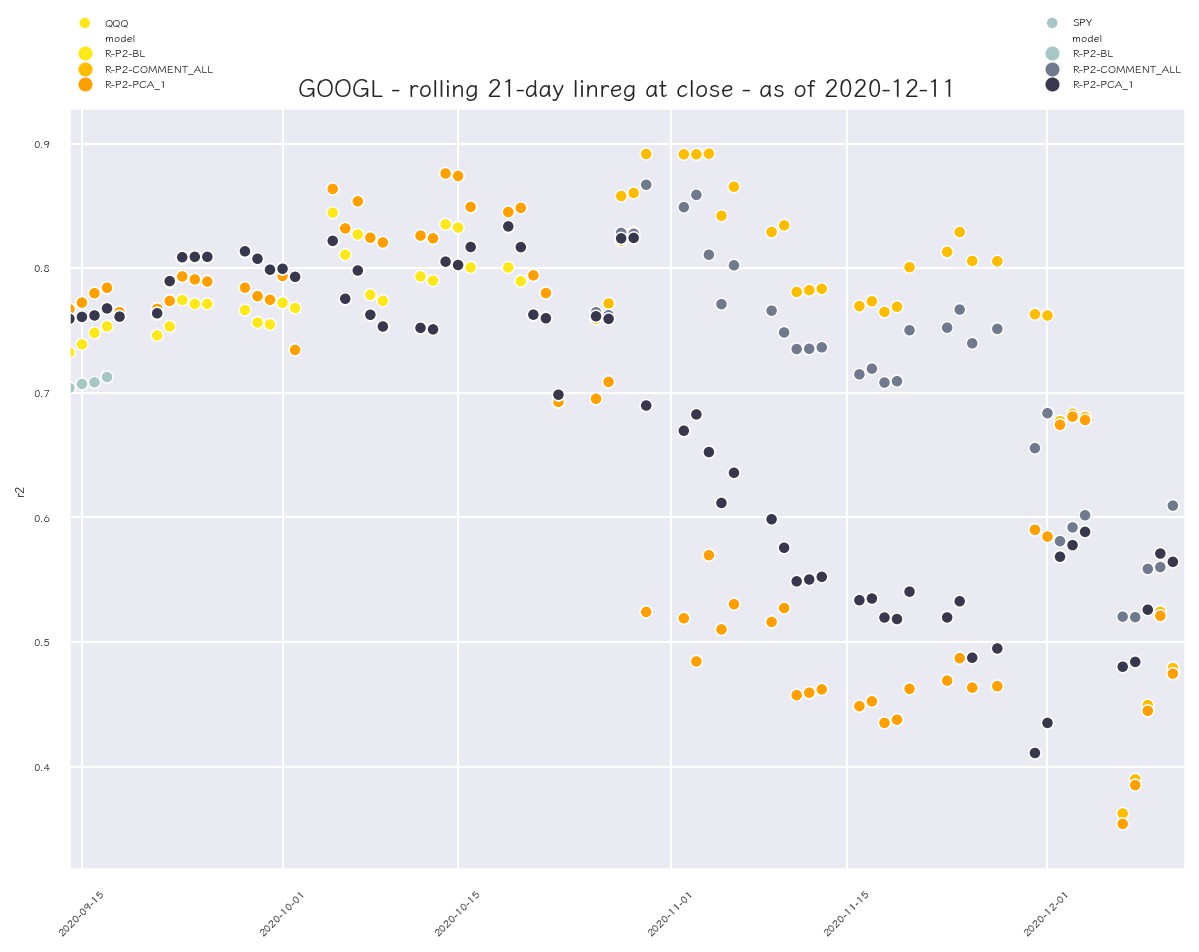 QQQ
model
R-P2-BL
R-P2-COMMENT_ALL
R-P2-PCA_1
SPY
model
R-P2-BL
R-P2-COMMENT_ALL
R-P2-PCA_1
GOOGL - rolling 21-day linreg at close - as of 2020-12-11
0.9
0.8
0.7
0.6
0.5
0.4
r2
2020-09-15
2020-10-01
2020-10-15
2020-11-01
2020-11-15
2020-12-01